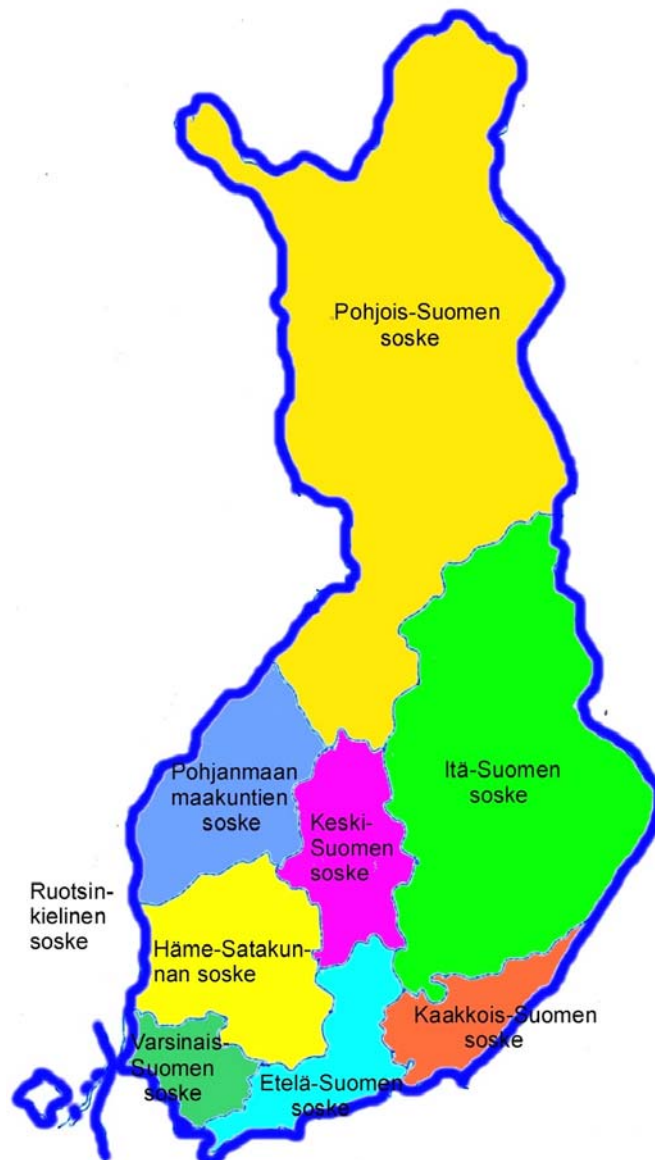 Pohjois-Suomen
soske
Pohjanmaan
maakuntien
soske
Itä-Suomen
soske
Keski-
Suomen
soske
Ruotsin-
kielinen
soske
Häme-Satakun-
nan soske
Kaakkois-Suomen
soske
Varsinais-
Suomen
soske
Etelä-Suomen
soske